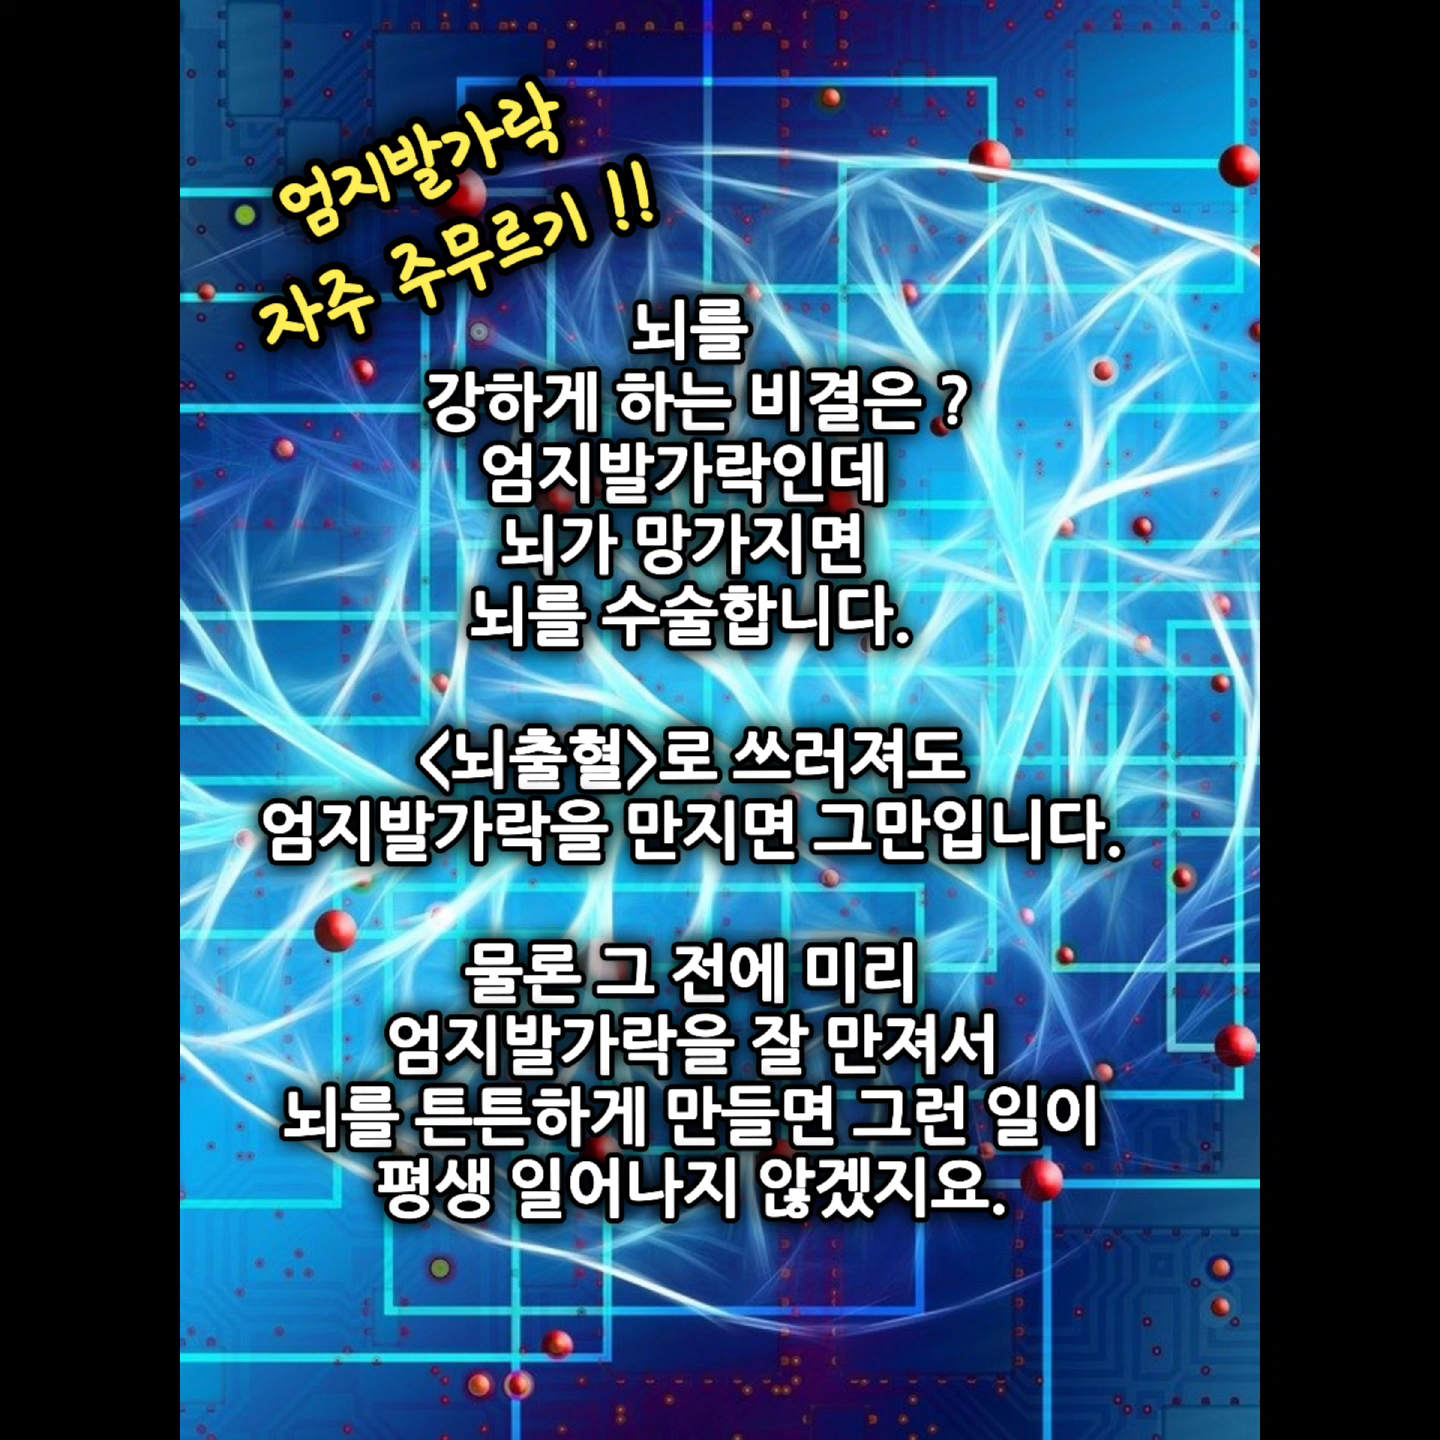 엄지발가락
자주 주무르기 !!
뇌를
강하게 하는 비결은 ?
엄지발가락인데
뇌가 망가지면
뇌를 수술합니다.
<뇌출혈>로 쓰러져도
엄지발가락을 만지면 그만입니다.
물론 그 전에 미리
엄지발가락을 잘 만져서
뇌를 튼튼하게 만들면 그런 일이
평생 일어나지 않겠지요.